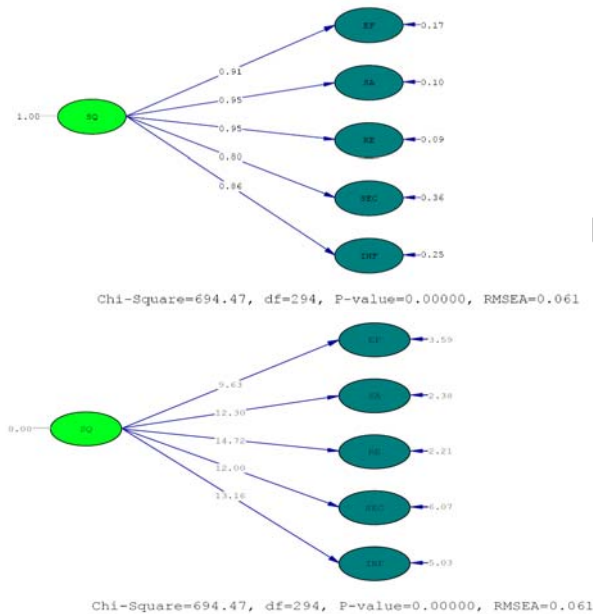 EF
0.17
0.91
SA
0.10
0.95
1.00
SQ
0.95
RE
0.09
0.80
SEC
0.36
0.86
INF
0.25
Chi-Square=694.47, df=294, P-value=0.00000, RMSEA=0.061
EF
3.59
9.63
SA
2.38
12.30
0.00
SQ
14.72
RE
2.21
12.00
SEC
6.07
13.16
INF
5.03
Chi-Square=694.47, df=294, P-value=0.00000, RMSEA=0.061